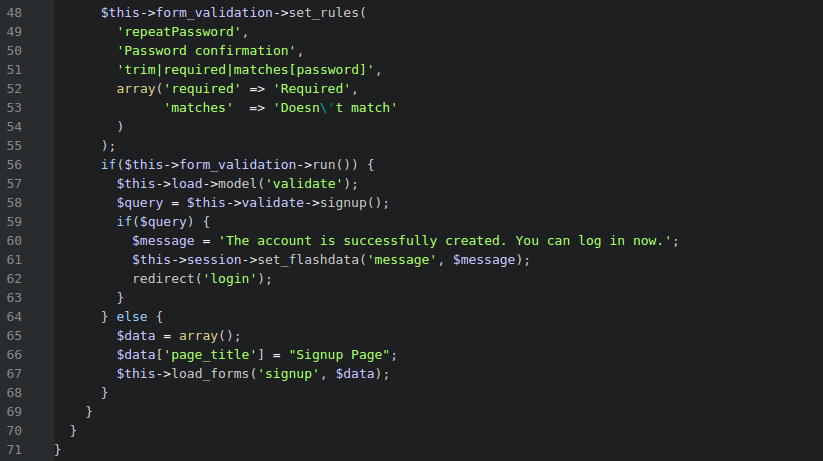 48 $this->form_validation->set_rules(
49 'repeatPassword',
50 'Password confirmation',
51 'trim|required|matches[password]',
52 array('required' => 'Required',
53 'matches'  => 'Doesn\'t match'
54 )
55 );
56 if($this->form_validation->run()) {
57 $this->load->model('validate');
58 $query = $this->validate->signup();
59 if($query) {
60 $message = 'The account is successfully created. You can log in now.';
61 $this->session->set_flashdata('message', $message);
62 redirect('login');
63 }
64 } else {
65 $data = array();
66 $data['page_title'] = "Signup Page";
67 $this->load_forms('signup', $data);
68 }
69 }
70 }
71 }